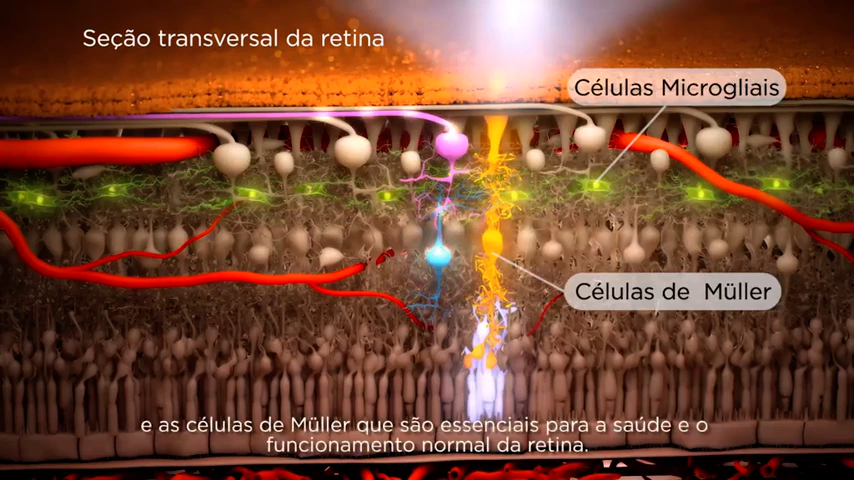 Seção transversal da retina
Células Microgliais
Células de Müller
e as células de Müller que são essenciais para a saúde e o
funcionamento normal da retina.